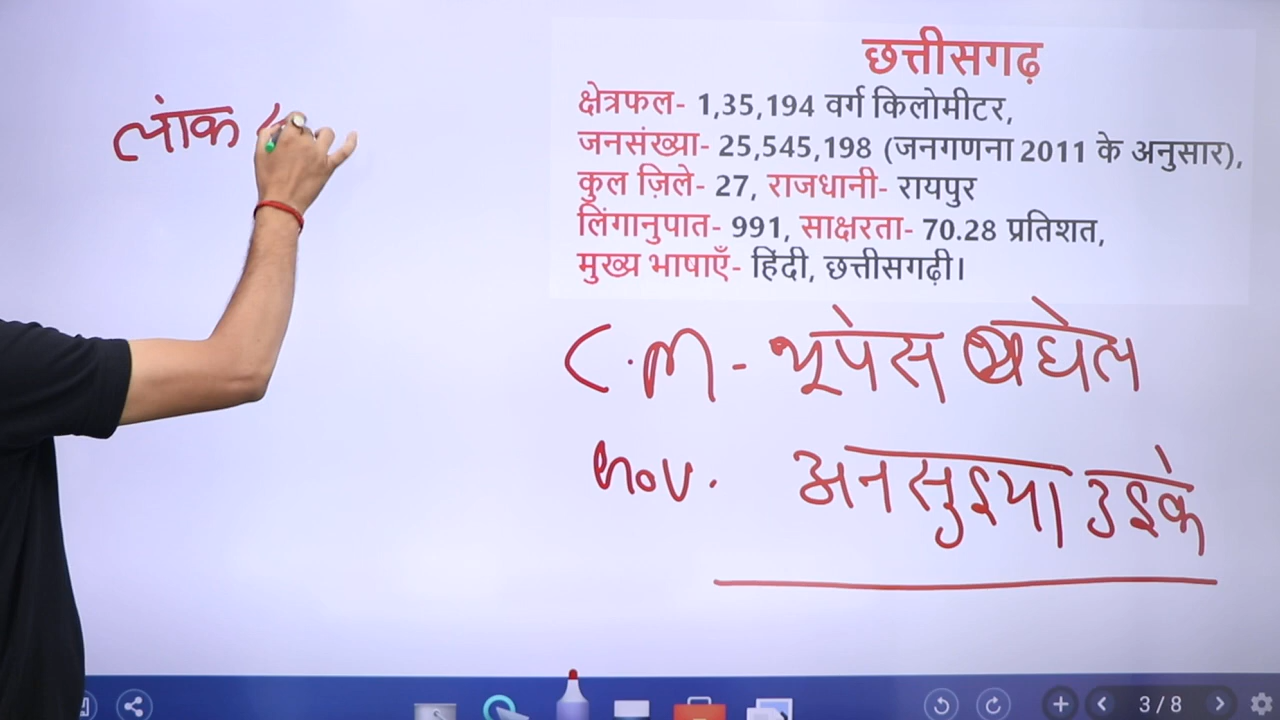 लोक
छत्तीसगढ़
क्षेत्रफल- 1,35,194 वर्ग किलोमीटर,
जनसंख्या- 25,545,198 (जनगणना 2011 के अनुसार),
कुल ज़िले- 27, राजधानी- रायपुर
लिंगानुपात- 991, साक्षरता- 70.28 प्रतिशत,
मुख्य भाषाएँ- हिंदी, छत्तीसगढ़ी।
C.M - भूपेस बघेल
Gov. अनसुइया उइके
3 / 8